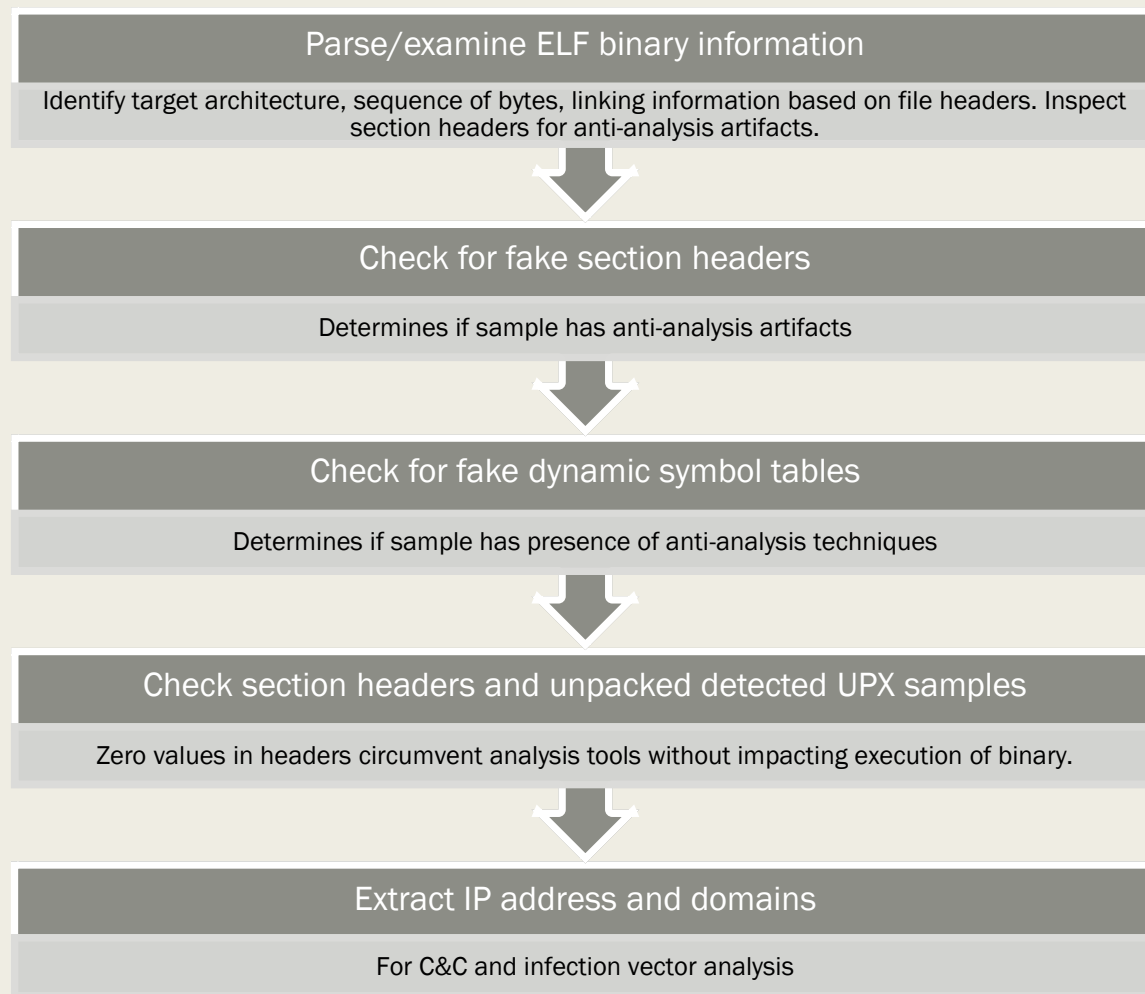 Parse/examine ELF binary information
Identify target architecture, sequence of bytes, linking information based on file headers. Inspect
section headers for anti-analysis artifacts.
Check for fake section headers
Determines if sample has anti-analysis artifacts
Check for fake dynamic symbol tables
Determines if sample has presence of anti-analysis techniques
Check section headers and unpacked detected UPX samples
Zero values in headers circumvent analysis tools without impacting execution of binary.
Extract IP address and domains
For C&C and infection vector analysis